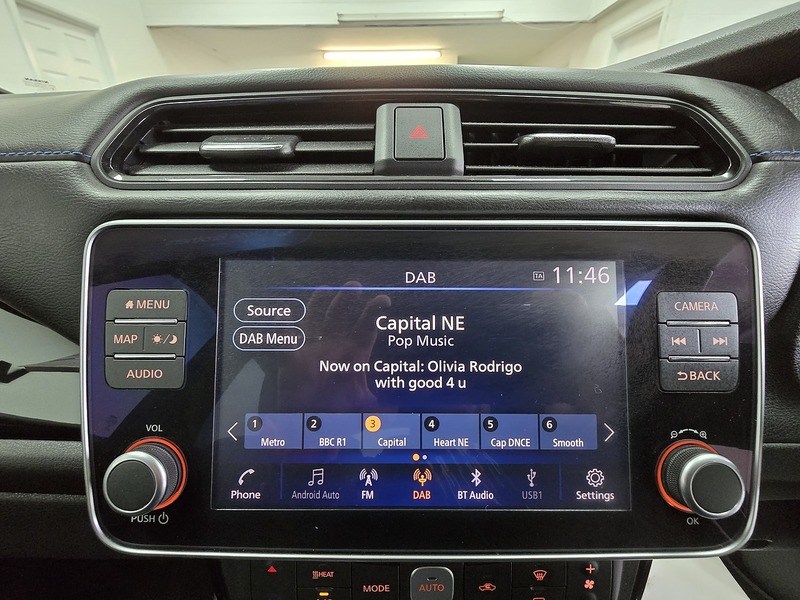 DAB
TA 11:46
MENU
MAP
AUDIO
Source
DAB Menu
Capital NE
Pop Music
Now on Capital: Olivia Rodrigo
with good 4 u
CAMERA
BACK
1 Metro
2 BBC R1
3 Capital
4 Heart NE
5 Cap DNCE
6 Smooth
VOL
PUSH
Phone
Android Auto
FM
DAB
BT Audio
USB1
Settings
OK
HEAT
MODE
AUTO